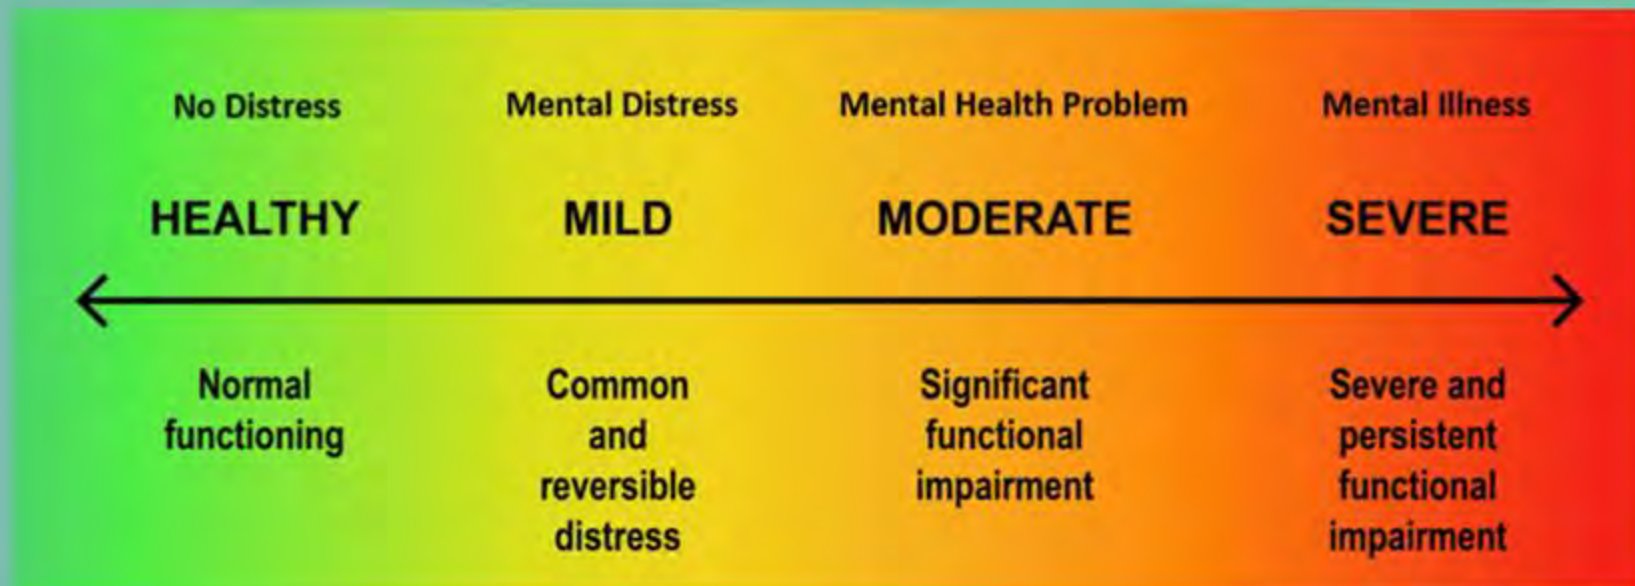 No Distress
Mental Distress
Mental Health Problem
Mental Illness
HEALTHY
MILD
MODERATE
SEVERE
Normal
functioning
Common
and
reversible
distress
Significant
functional
impairment
Severe and
persistent
functional
impairment